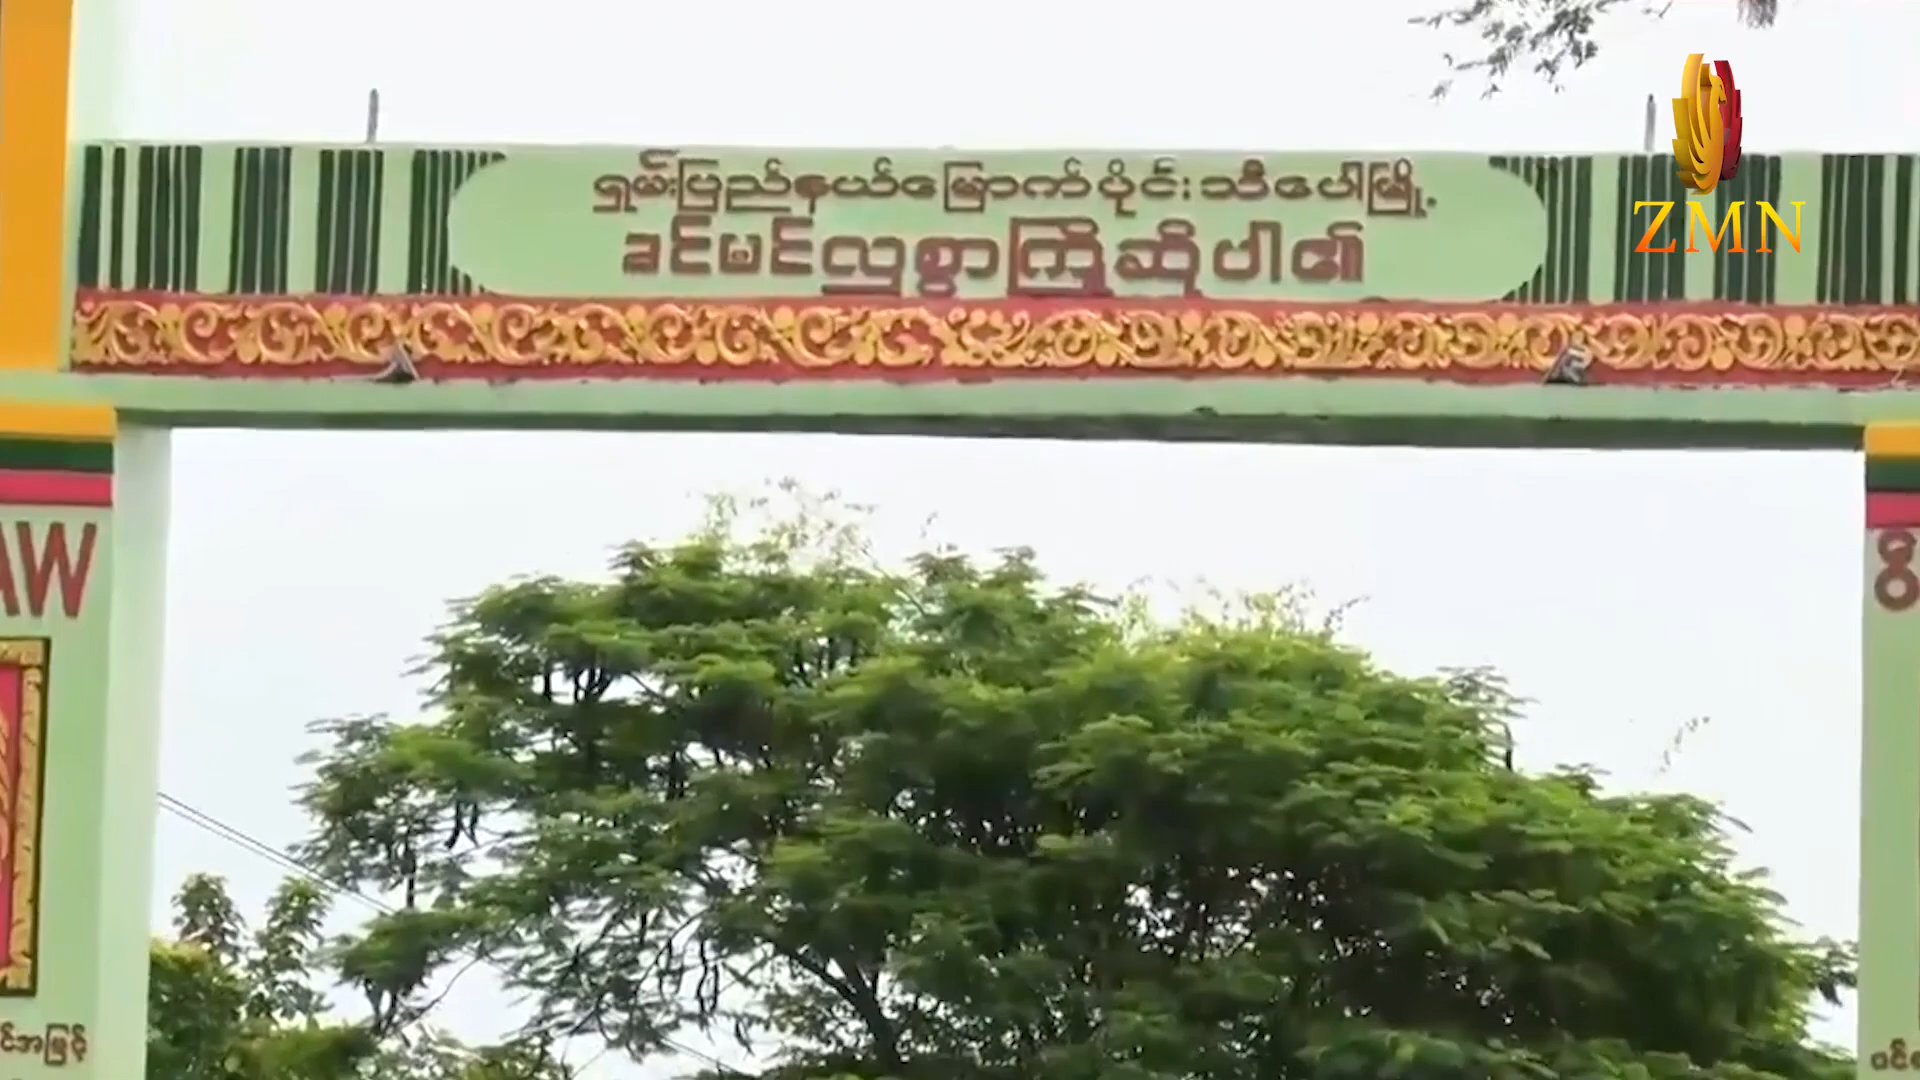 ရှမ်းပြည်နယ်မြောက်ပိုင်းသီပေါမြို့.
ခင်မင်လှစွာကြိုဆိုပါ၏
ZMN
AW